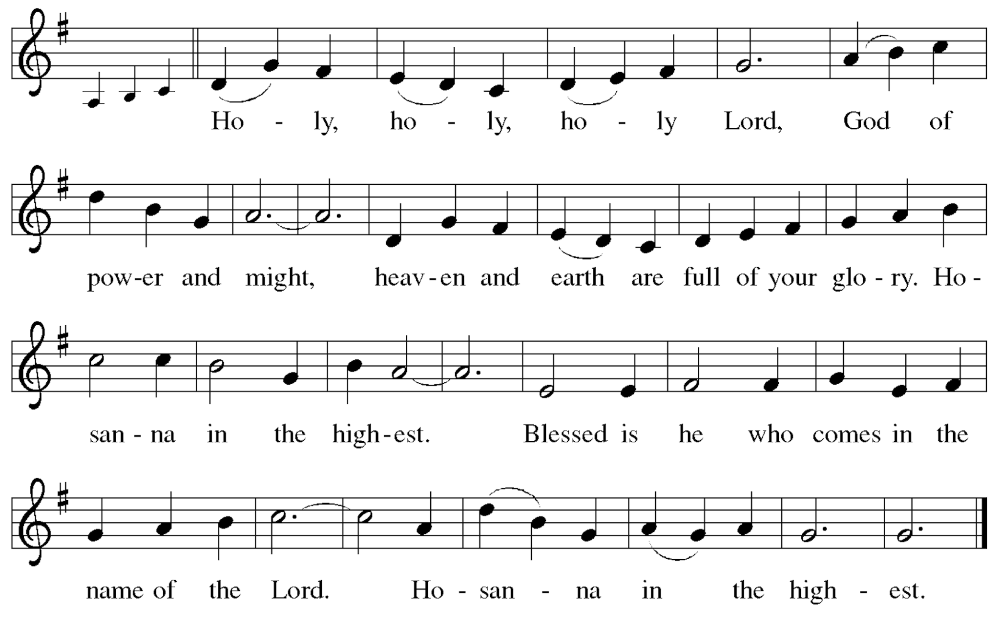 Ho - ly, ho - ly, ho - ly Lord, God of
pow-er and might, heav-en and earth are full of your glo - ry. Ho -
san - na in the high-est. Blessed is he who comes in the
name of the Lord. Ho - san - na in the high - est.